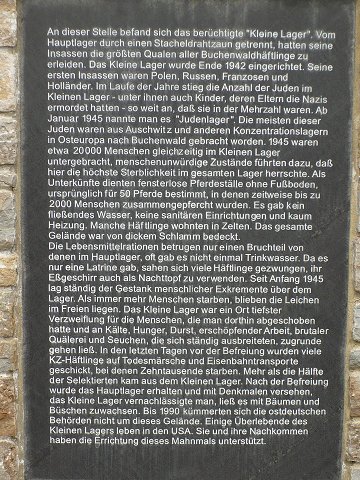 An dieser Stelle befand sich das berüchtigte "Kleine Lager". Vom
Hauptlager durch einen Stacheldrahtzaun getrennt, hatten seine
Insassen die größten Qualen aller Buchenwaldhäftlinge zu
erleiden. Das Kleine Lager wurde Ende 1942 eingerichtet. Seine
ersten Insassen waren Polen, Russen, Franzosen und
Holländer. Im Laufe der Jahre stieg die Anzahl der Juden im
Kleinen Lager - unter ihnen auch Kinder, deren Eltern die Nazis
ermordet hatten - so weit an, daß sie in der Mehrzahl waren. Ab
Januar 1945 nannte man es "Judenlager". Die meisten dieser
Juden waren aus Auschwitz und anderen Konzentrationslagern
in Osteuropa nach Buchenwald gebracht worden. 1945 waren
etwa 20000 Menschen gleichzeitig im Kleinen Lager
untergebracht, menschenunwürdige Zustände führten dazu, daß
hier die höchste Sterblichkeit im gesamten Lager herrschte. Als
Unterkünfte dienten fensterlose Pferdeställe ohne Fußboden,
ursprünglich für 50 Pferde bestimmt, in denen zeitweise bis zu
2000 Menschen zusammengepfercht wurden. Es gab kein
fließendes Wasser, keine sanitären Einrichtungen und kaum
Heizung. Manche Häftlinge wohnten in Zelten. Das gesamte
Gelände war von dickem Schlamm bedeckt.
Die Lebensmittelrationen betrugen nur einen Bruchteil von
denen im Hauptlager, oft gab es nicht einmal Trinkwasser. Da es
nur eine Latrine gab, sahen sich viele Häftlinge gezwungen, ihr
Eßgeschirr auch als Nachttopf zu verwenden. Seit Anfang 1945
lag ständig der Gestank menschlicher Exkremente über dem
Lager. Als immer mehr Menschen starben, blieben die Leichen
im Freien liegen. Das Kleine Lager war ein Ort tiefster
Verzweiflung für die Menschen, die man dorthin abgeschoben
hatte und an Kälte, Hunger, Durst, erschöpfender Arbeit, brutaler
Quälerei und Seuchen, die sich ständig ausbreiteten, zugrunde
gehen ließ. In den letzten Tagen vor der Befreiung wurden viele
KZ-Häftlinge auf Todesmärsche und Eisenbahntransporte
geschickt, bei denen Zehntausende starben. Mehr als die Hälfte
der Selektierten kam aus dem Kleinen Lager. Nach der Befreiung
wurde das Hauptlager erhalten und mit Denkmalen versehen,
das Kleine Lager vernachlässigte man, ließ es mit Bäumen und
Büschen zuwachsen. Bis 1990 kümmerten sich die ostdeutschen
Behörden nicht um dieses Gelände. Einige Überlebende des
Kleinen Lagers leben in den USA. Sie und ihre Nachkommen
haben die Errichtung dieses Mahnmals unterstützt.